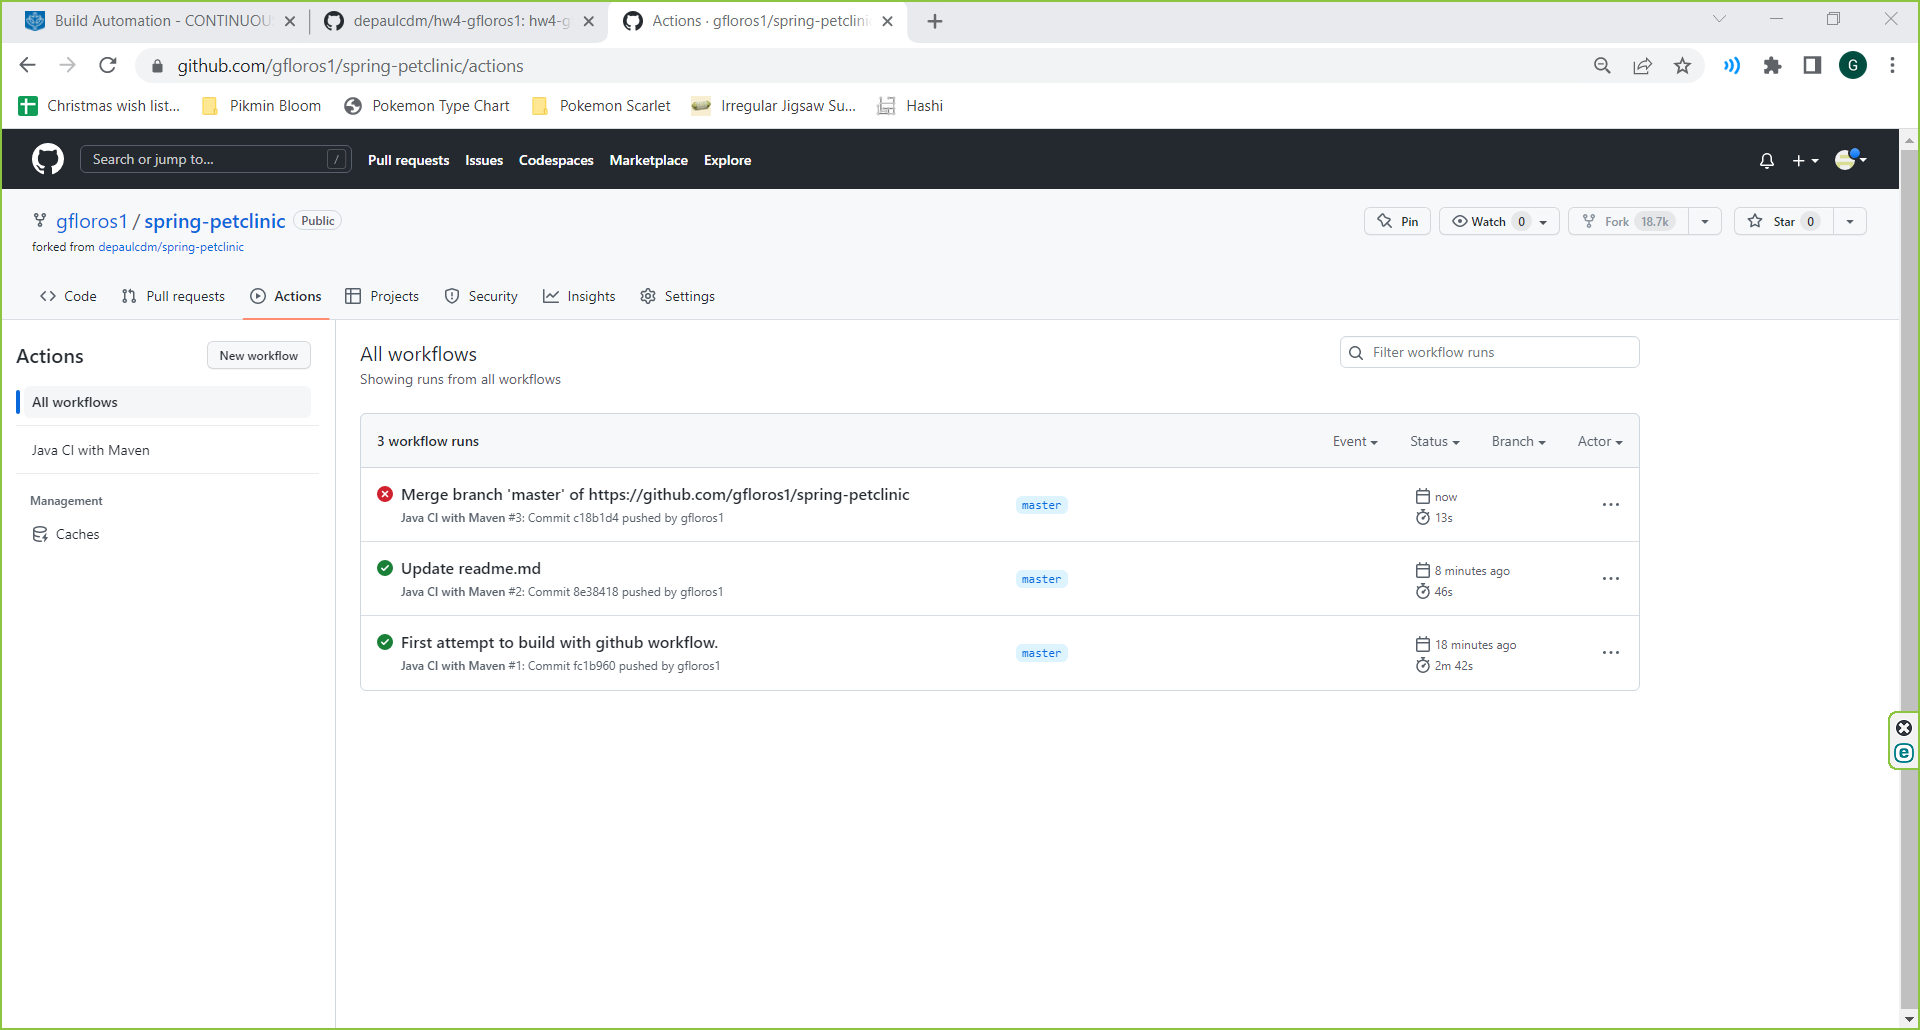 Build Automation - CONTINUOU
depaulcdm/hw4-gfloros1: hw4-g
Actions · gfloros1/spring-petclini
github.com/gfloros1/spring-petclinic/actions
G
Christmas wish list...
Pikmin Bloom
Pokemon Type Chart
Pokemon Scarlet
Irregular Jigsaw Su...
Hashi
Search or jump to...
/
Pull requests
Issues
Codespaces
Marketplace
Explore
gfloros1 / spring-petclinic
Public
forked from depaulcdm/spring-petclinic
Pin
Watch 0
Fork 18.7k
Star 0
Code
Pull requests
Actions
Projects
Security
Insights
Settings
Actions
New workflow
All workflows
Java CI with Maven
Management
Caches
All workflows
Showing runs from all workflows
Filter workflow runs
3 workflow runs
Event
Status
Branch
Actor
Merge branch 'master' of https://github.com/gfloros1/spring-petclinic
Java CI with Maven #3: Commit c18b1d4 pushed by gfloros1
master
now
13s
Update readme.md
Java CI with Maven #2: Commit 8e38418 pushed by gfloros1
master
8 minutes ago
46s
First attempt to build with github workflow.
Java CI with Maven #1: Commit fc1b960 pushed by gfloros1
master
18 minutes ago
2m 42s